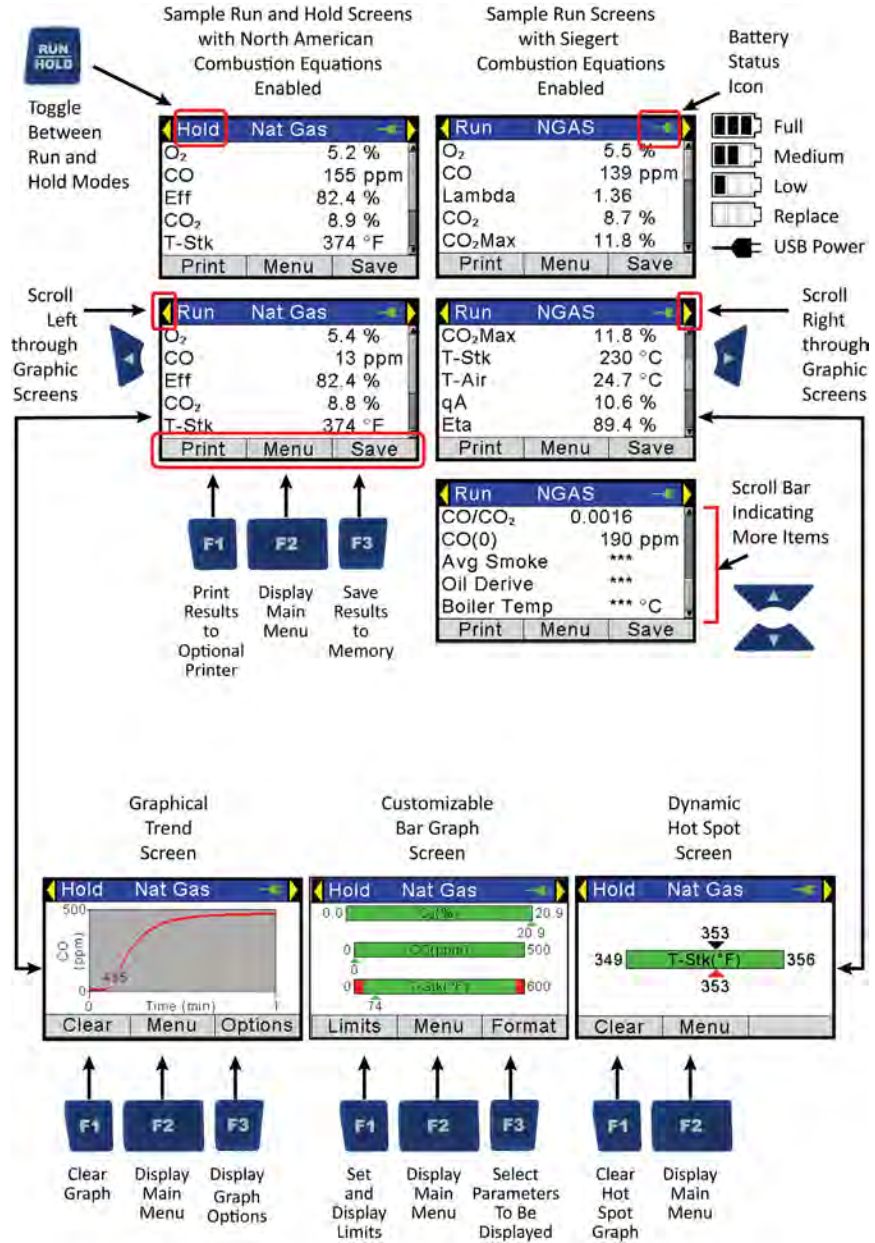 Sample Run and Hold Screens
with North American
Combustion Equations
Enabled
Sample Run Screens
with Siegert
Combustion Equations
Enabled
Battery
Status
Icon
RUN
HOLD
Toggle
Between
Run and
Hold Modes
Hold Nat Gas
O₂ 5.2 %
CO 155 ppm
Eff 82.4 %
CO₂ 8.9 %
T-Stk 374 °F
Print Menu Save
Run NGAS
O₂ 5.5 %
CO 139 ppm
Lambda 1.36
CO₂ 8.7 %
CO₂Max 11.8 %
Print Menu Save
Full
Medium
Low
Replace
USB Power
Scroll
Left
through
Graphic
Screens
Run Nat Gas
O₂ 5.4 %
CO 13 ppm
Eff 82.4 %
CO₂ 8.8 %
T-Stk 374 °F
Print Menu Save
Run NGAS
CO₂Max 11.8 %
T-Stk 230 °C
T-Air 24.7 °C
qA 10.6 %
Eta 89.4 %
Print Menu Save
Scroll
Right
through
Graphic
Screens
F1 F2 F3
Print
Results
to
Optional
Printer
Display
Main
Menu
Save
Results
to
Memory
Run NGAS
CO/CO₂ 0.0016
CO(0) 190 ppm
Avg Smoke ***
Oil Derive ***
Boiler Temp *** °C
Print Menu Save
Scroll Bar
Indicating
More Items
Graphical
Trend
Screen
Customizable
Bar Graph
Screen
Dynamic
Hot Spot
Screen
Hold Nat Gas
500
CO
(ppm)
485
0
0 Time (min) 1
Clear Menu Options
Hold Nat Gas
0.0 O₂(%) 20.9
20.9
0 CO(ppm) 500
0
0 T-Stk(°F) 600
74
Limits Menu Format
Hold Nat Gas
353
349 T-Stk(°F) 356
353
Clear Menu
F1 F2 F3
Clear
Graph
Display
Main
Menu
Display
Graph
Options
F1 F2 F3
Set
and
Display
Limits
Display
Main
Menu
Select
Parameters
To Be
Displayed
F1 F2
Clear
Hot
Spot
Graph
Display
Main
Menu